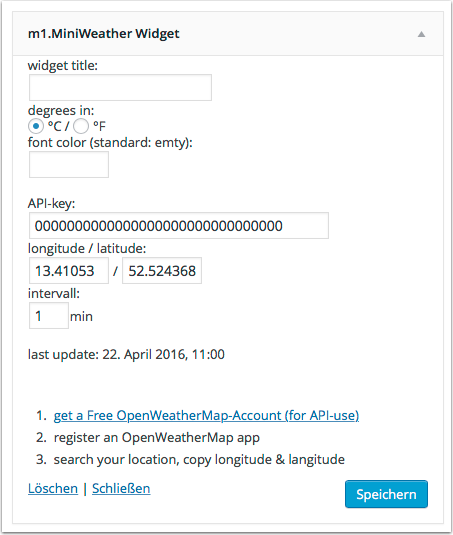 m1.MiniWeather Widget
widget title:
degrees in:
°C / °F
font color (standard: emty):
API-key:
00000000000000000000000000000000
longitude / latitude:
13.41053 / 52.524368
intervall:
1 min
last update: 22. April 2016, 11:00
1. get a Free OpenWeatherMap-Account (for API-use)
2. register an OpenWeatherMap app
3. search your location, copy longitude & langitude
Löschen | Schließen
Speichern